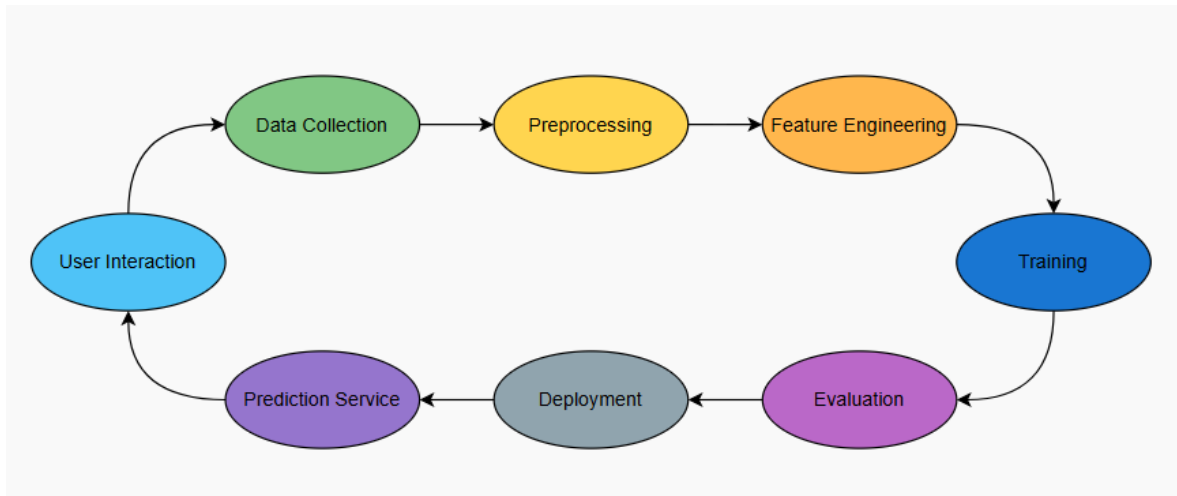 Data Collection
Preprocessing
Feature Engineering
User Interaction
Training
Prediction Service
Deployment
Evaluation